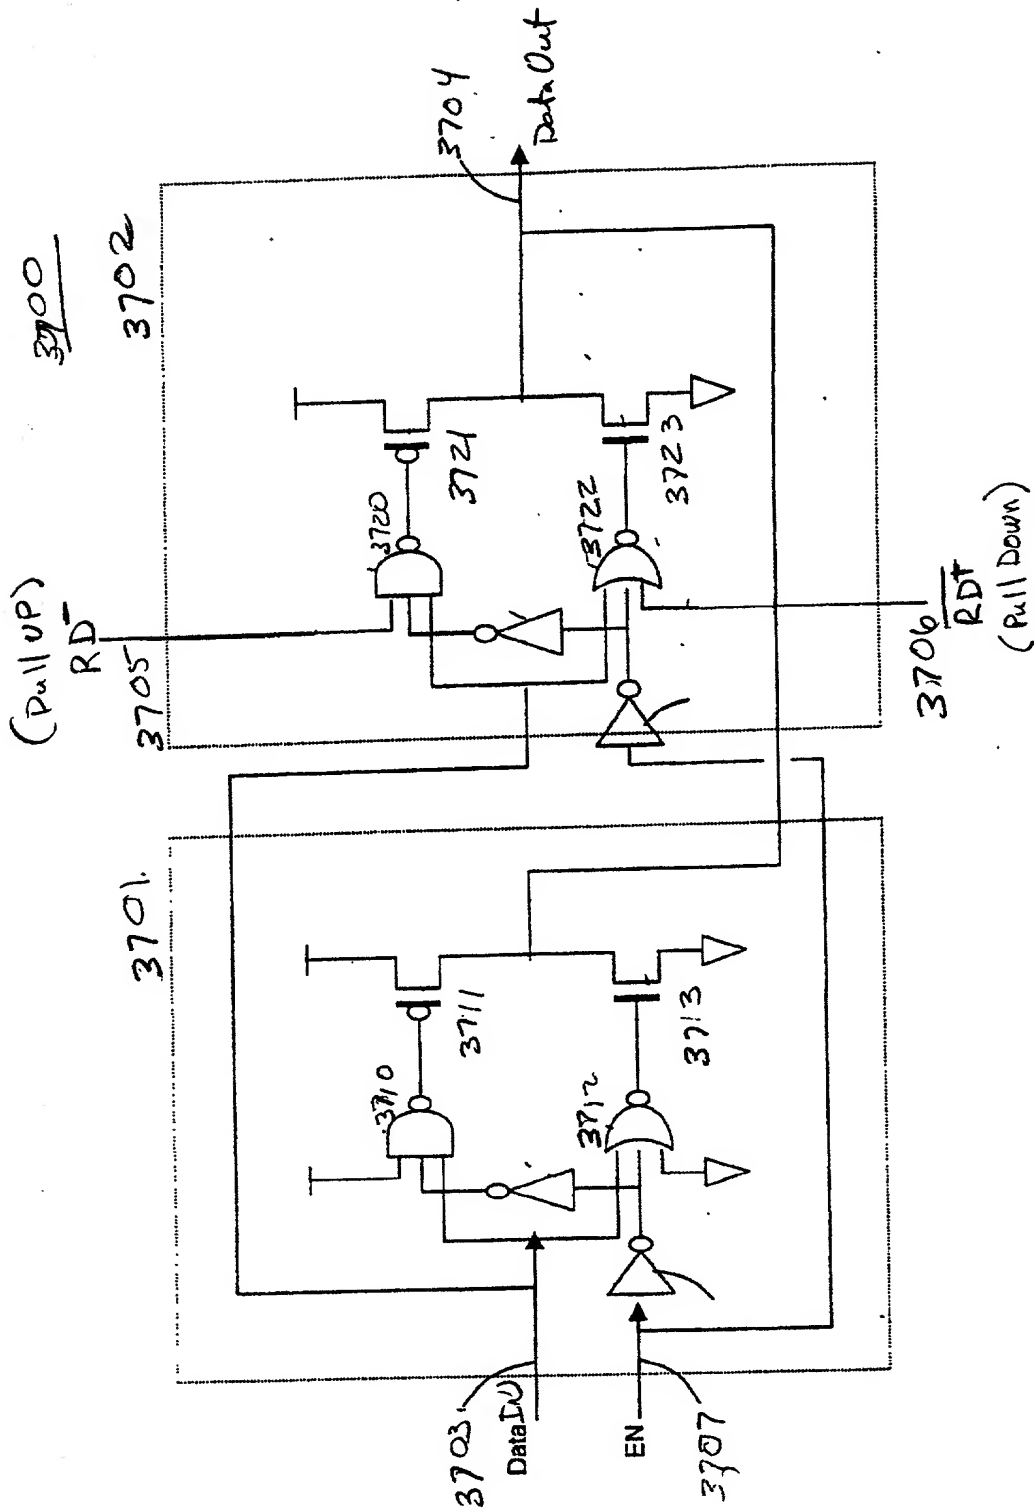 3700
3702
3701.
(Pull UP)
RD⁻
3705
3704
Data Out
3720
3721
3722
3723
3710
3711
3712
3713
3703.
Data IN
EN
3707
3706
R̅D̅⁺
(Pull Down)